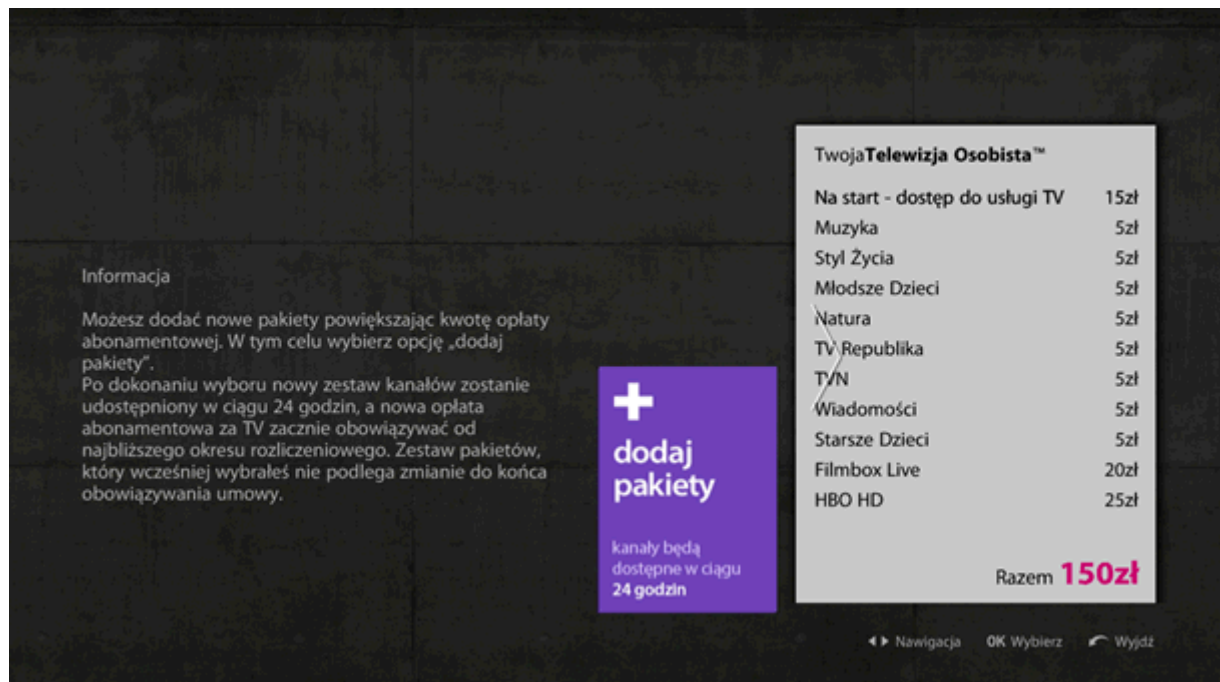 Informacja
Możesz dodać nowe pakiety powiększając kwotę opłaty
abonamentowej. W tym celu wybierz opcję „dodaj
pakiety”.
Po dokonaniu wyboru nowy zestaw kanałów zostanie
udostępniony w ciągu 24 godzin, a nowa opłata
abonamentowa za TV zacznie obowiązywać od
najbliższego okresu rozliczeniowego. Zestaw pakietów,
który wcześniej wybrałeś nie podlega zmianie do końca
obowiązywania umowy.
+
dodaj
pakiety
kanały będą
dostępne w ciągu
24 godzin
TwojaTelewizja Osobista™
Na start - dostęp do usługi TV 15zł
Muzyka 5zł
Styl Życia 5zł
Młodsze Dzieci 5zł
Natura 5zł
TV Republika 5zł
TVN 5zł
Wiadomości 5zł
Starsze Dzieci 5zł
Filmbox Live 20zł
HBO HD 25zł
Razem 150zł
Nawigacja OK Wybierz Wyjdź